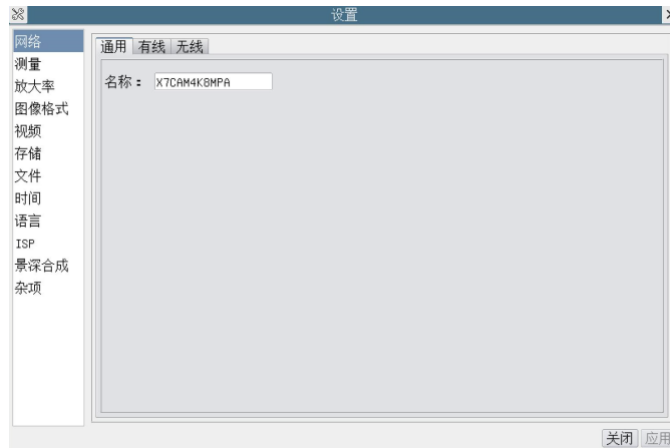 设置
网络
测量
放大率
图像格式
视频
存储
文件
时间
语言
ISP
景深合成
杂项
通用 有线 无线
名称： X7CAM4K8MPA
关闭 应用